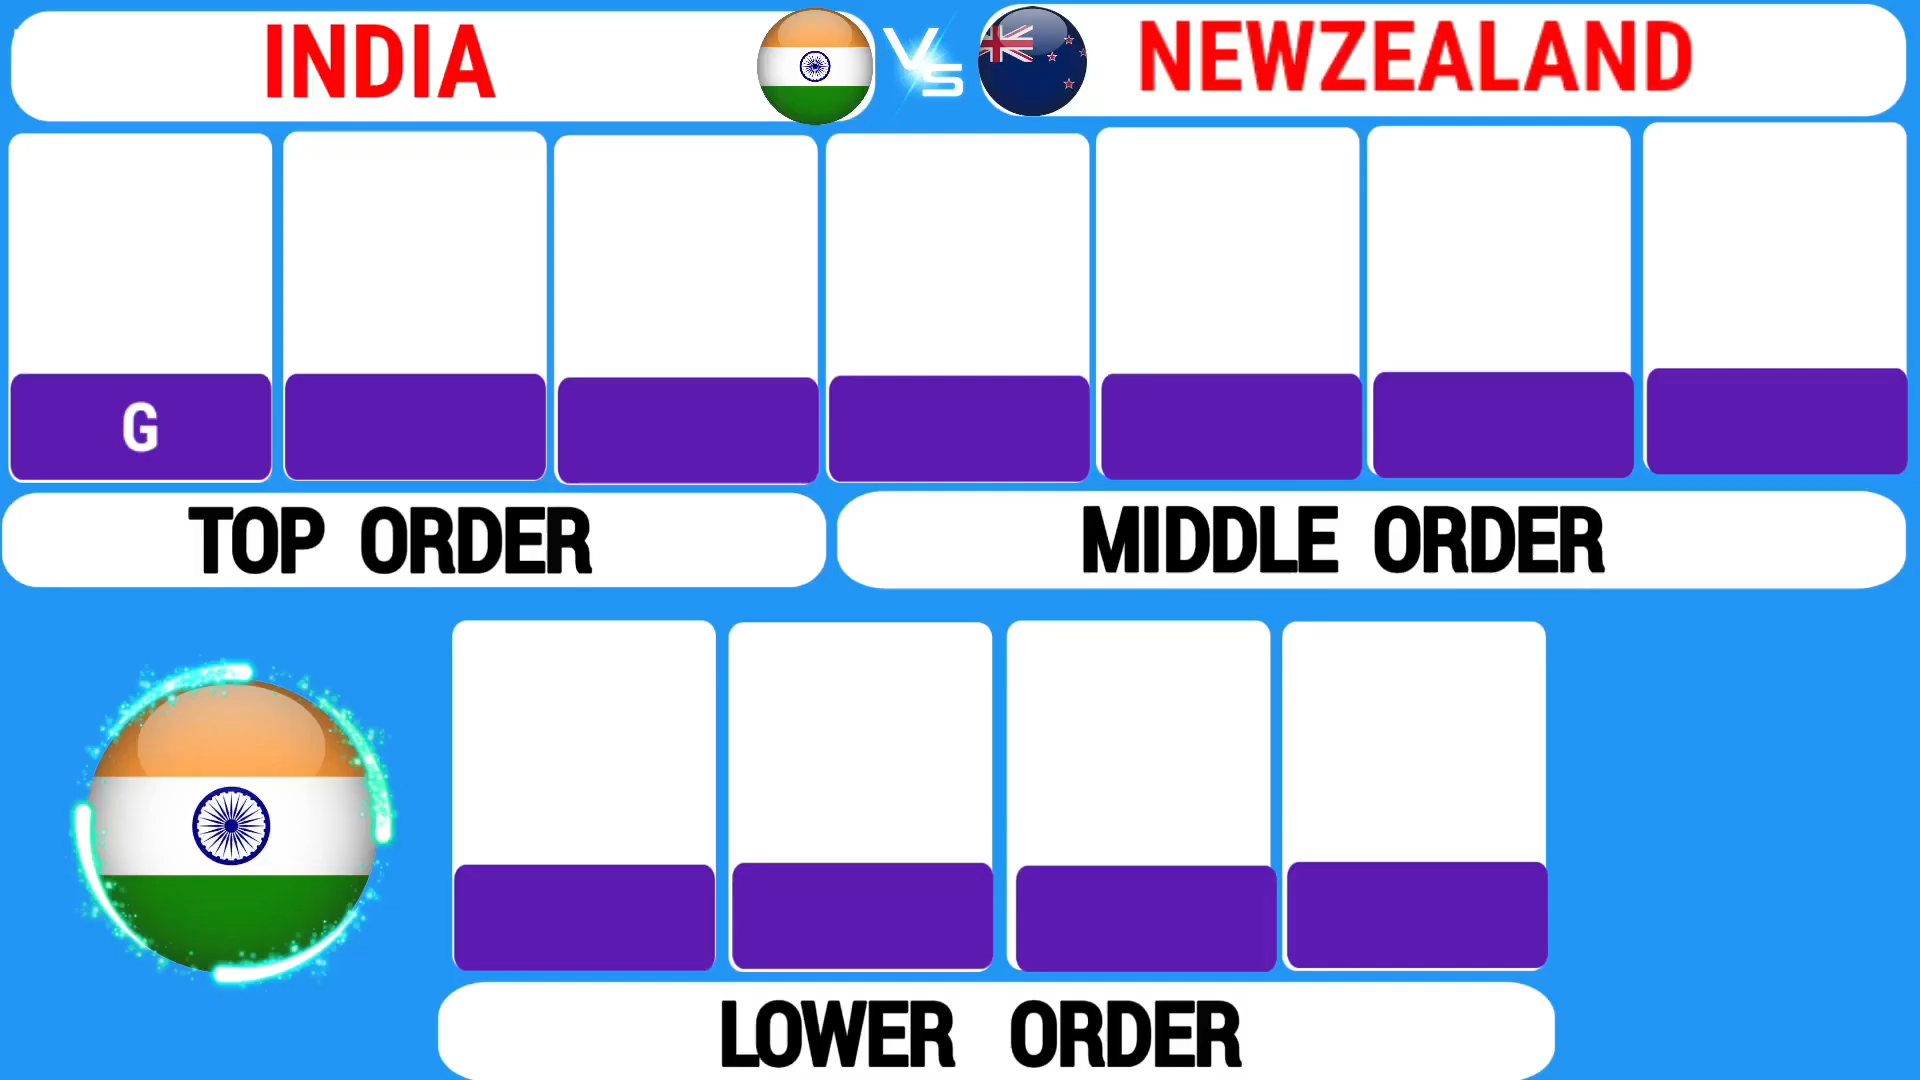 INDIA VS NEWZEALAND
G
TOP ORDER
MIDDLE ORDER
LOWER ORDER